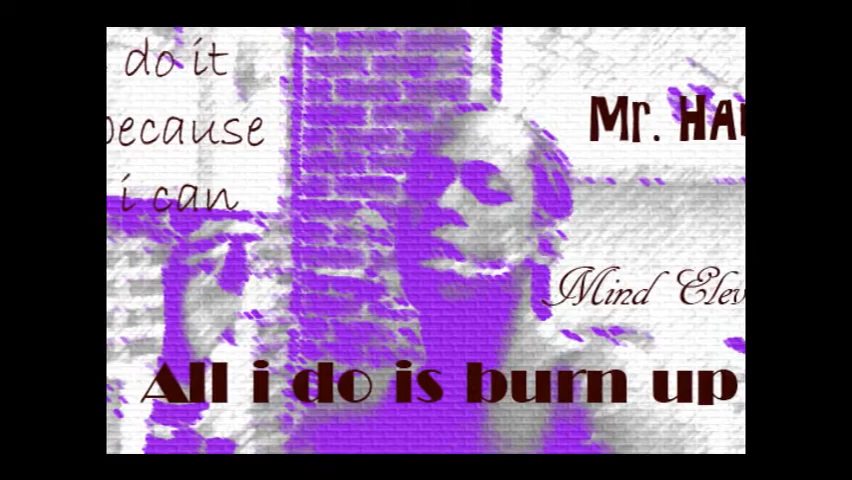 do it
because
i can
Mr. Ha
Mind Elev
All i do is burn up